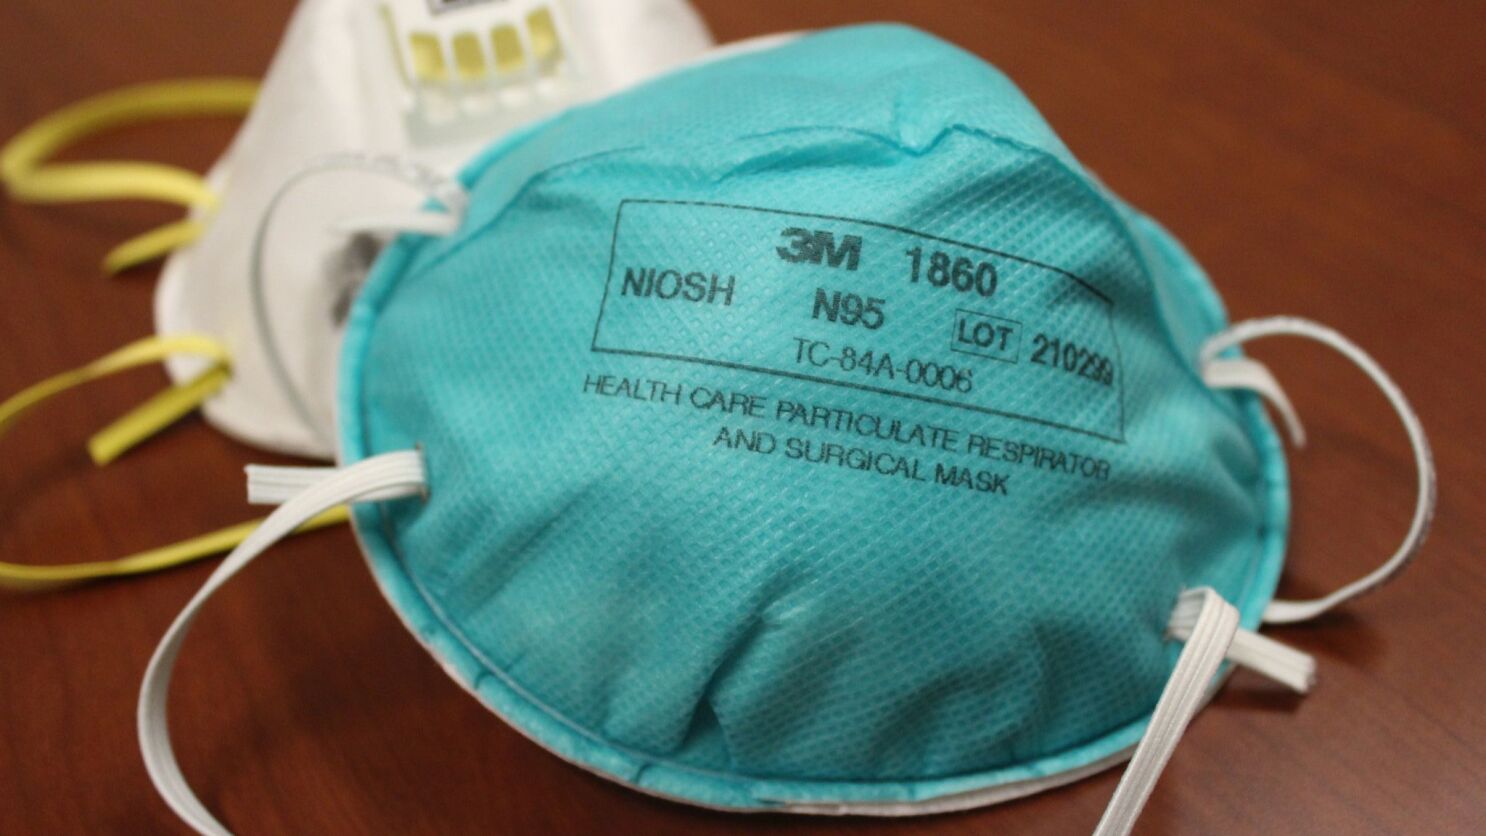 3M 1860
NIOSH N95 LOT 210299
TC-84A-0006
HEALTH CARE PARTICULATE RESPIRATOR
AND SURGICAL MASK